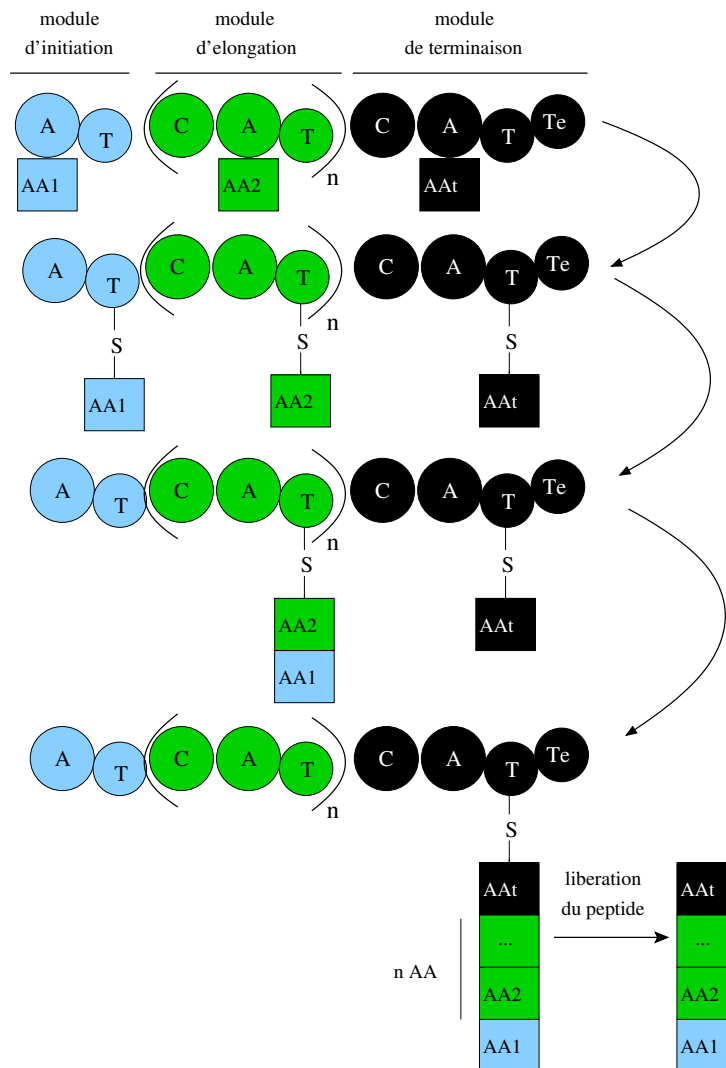 module
d'initiation
module
d'elongation
module
de terminaison
A T C A T C A T Te
AA1 AA2 n AAt
A T C A T C A T Te
n
S S S
AA1 AA2 AAt
A T C A T C A T Te
n
S S
AA2 AAt
AA1
A T C A T C A T Te
n
S
AAt liberation AAt
du peptide
... ...
n AA
AA2 AA2
AA1 AA1